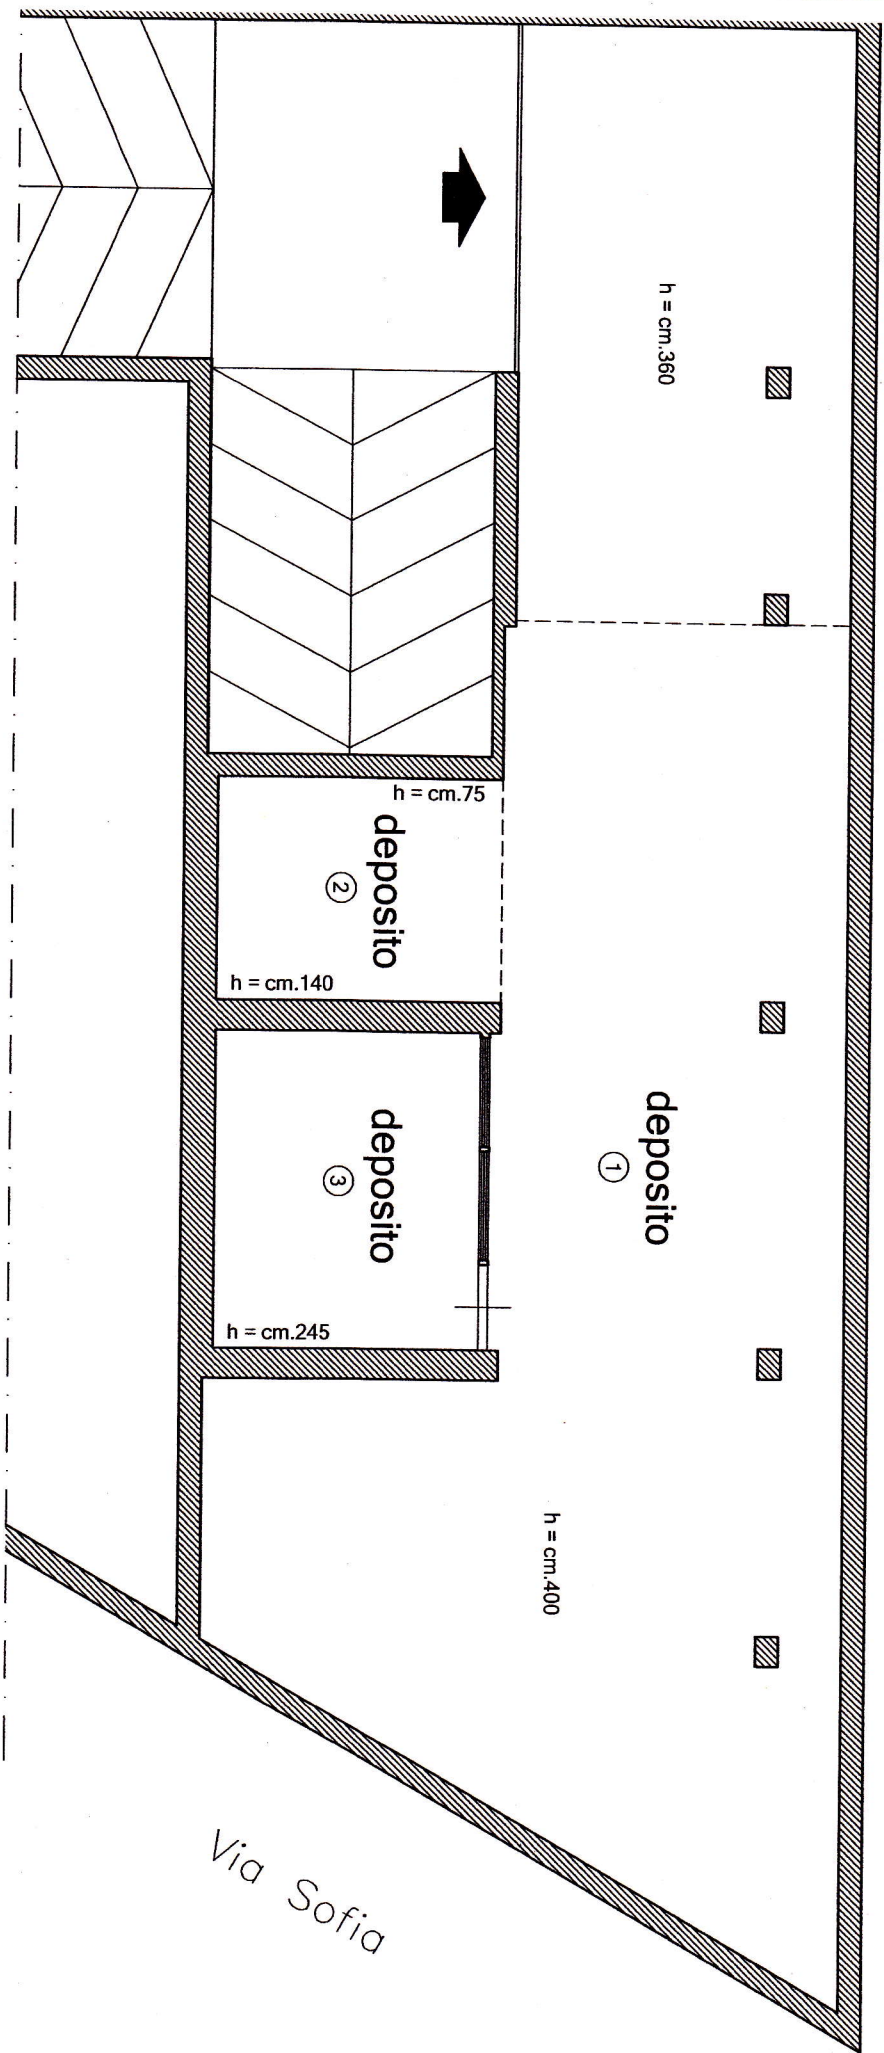 h = cm.360
h = cm.75
deposito
2
h = cm.140
deposito
1
deposito
3
h = cm.245
h = cm.400
Via Sofia